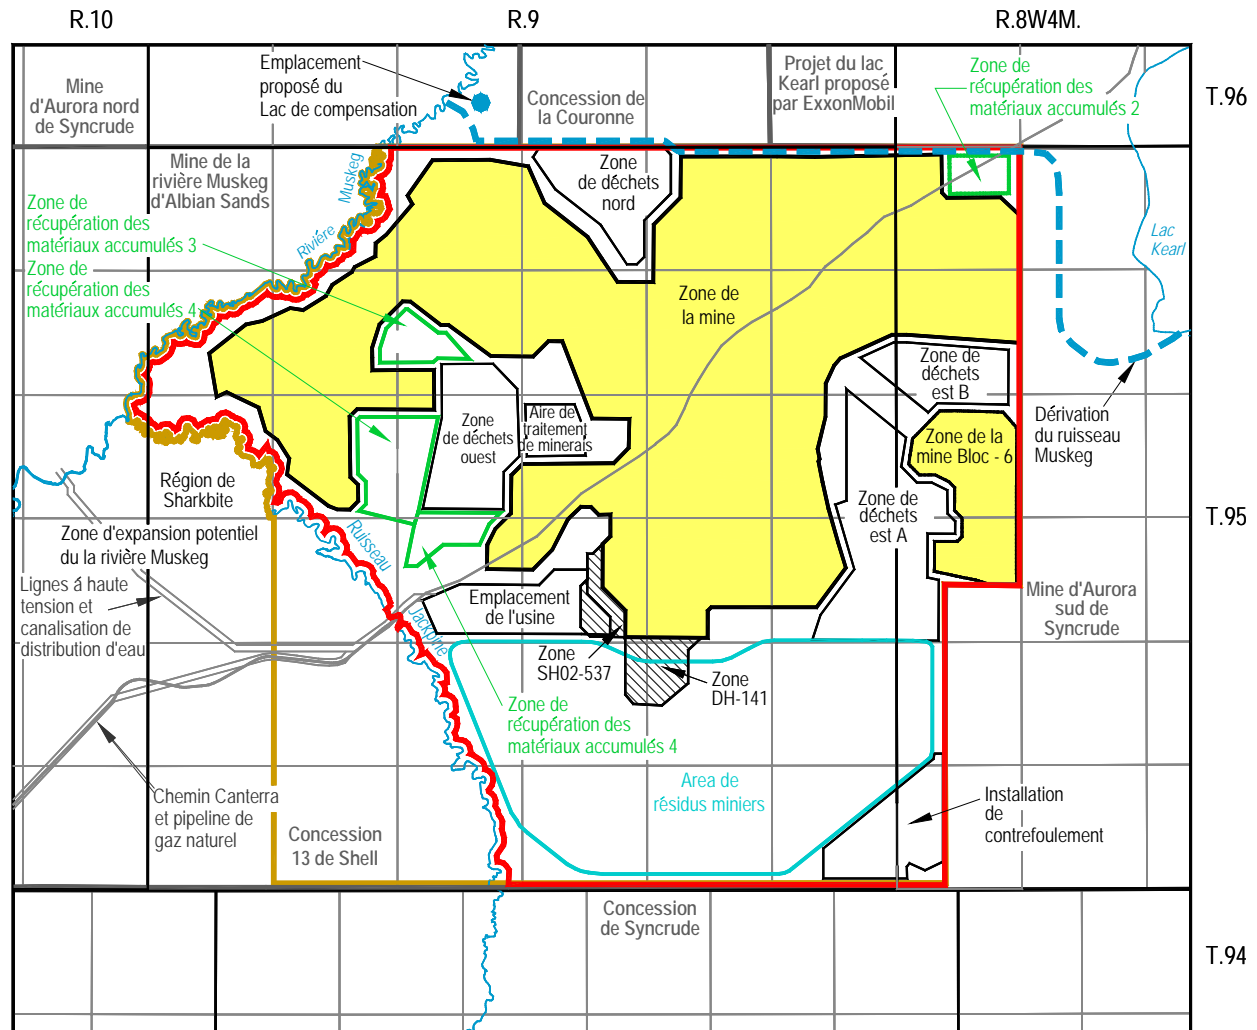 R.10
R.9
R.8W4M.
T.96
T.95
T.94
Mine
d'Aurora nord
de Syncrude
Emplacement
proposé du
Lac de compensation
Concession de
la Couronne
Projet du lac
Kearl proposé
par ExxonMobil
Zone de
récupération des
matériaux accumulés 2
Mine de la
rivière Muskeg
d'Albian Sands
Rivière
Muskeg
Zone
de déchets
nord
Lac
Kearl
Zone de
récupération des
matériaux accumulés 3
Zone de
récupération des
matériaux accumulés 4
Zone de
la mine
Zone de
déchets
est B
Dérivation
du ruisseau
Muskeg
Zone
de déchets
ouest
Aire de
traitement
de minerais
Zone de la
mine Bloc - 6
Région de
Sharkbite
Zone de
déchets
est A
Zone d'expansion potentiel
du la rivière Muskeg
Ruisseau
Jackpine
Lignes á haute
tension et
canalisation de
distribution d'eau
Emplacement
de l'usine
Mine d'Aurora
sud de
Syncrude
Zone
SH02-537
Zone
DH-141
Zone de
récupération des
matériaux accumulés 4
Area de
résidus miniers
Chemin Canterra
et pipeline de
gaz naturel
Concession
13 de Shell
Installation
de
contrefoulement
Concession
de Syncrude